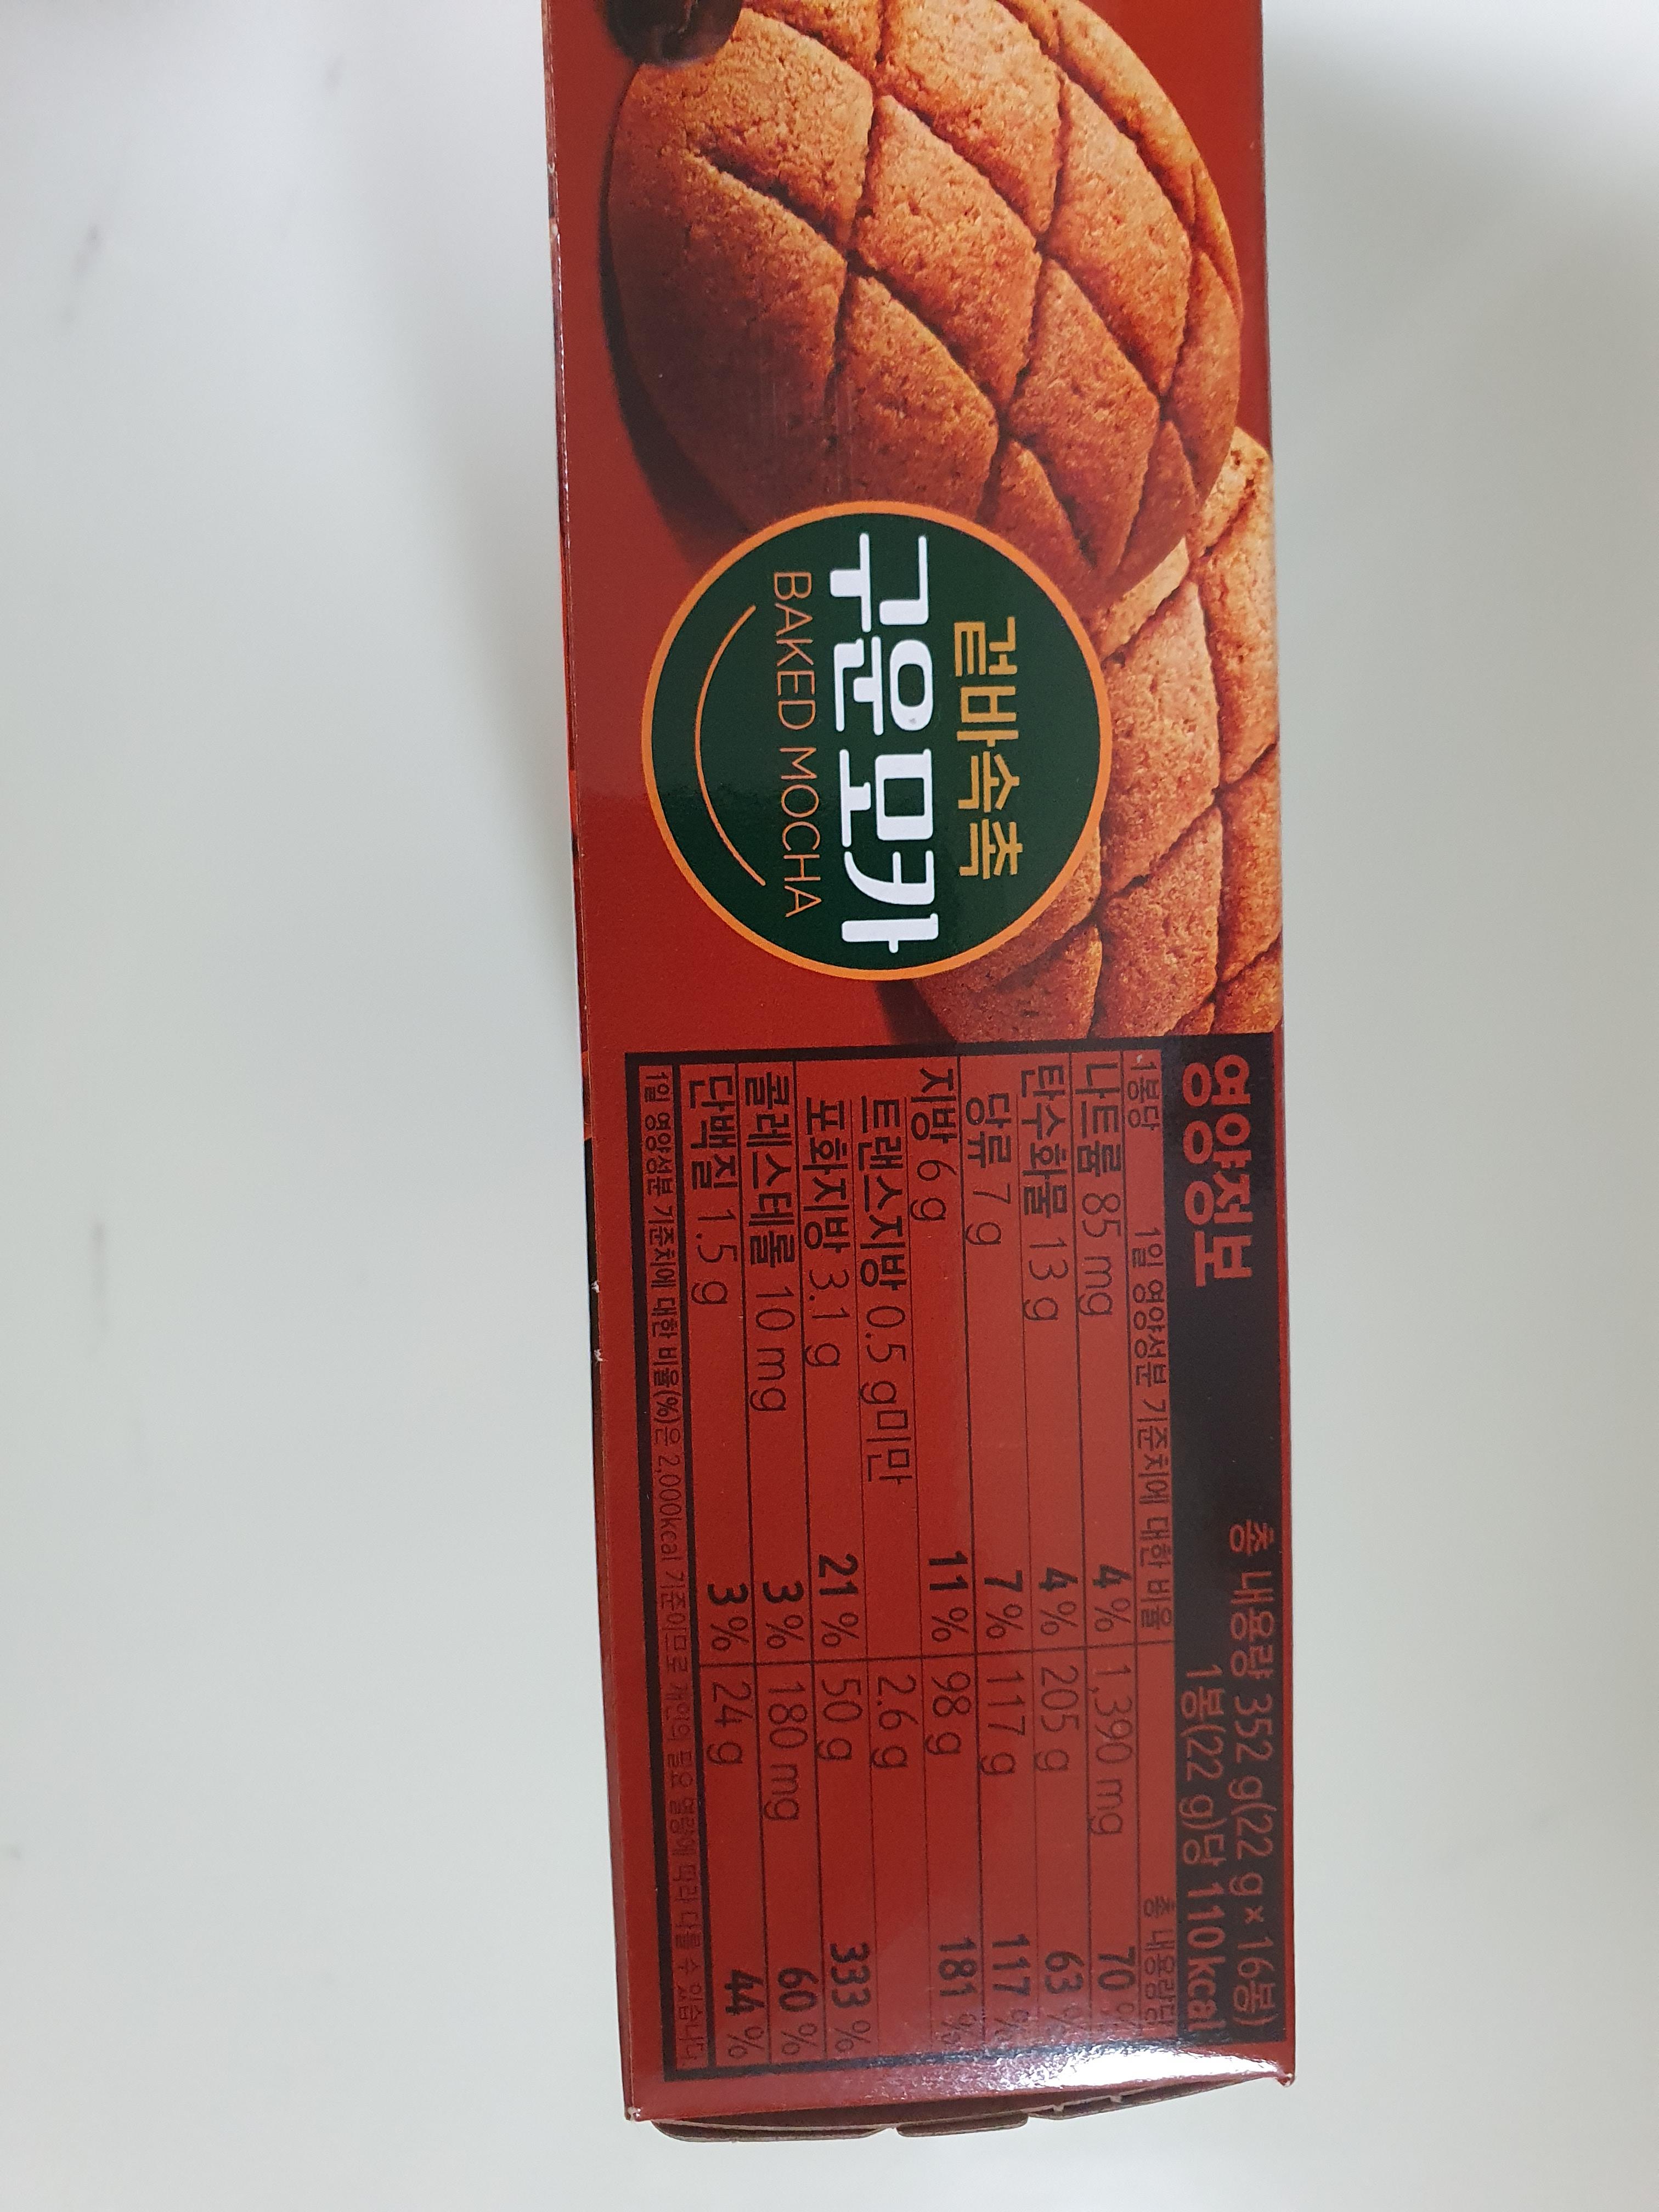 겉바속촉
구운모카
BAKED MOCHA
영양정보
총 내용량 352 g(22 g × 16봉)
1봉(22 g)당 110 kcal
1봉당 1일 영양성분 기준치에 대한 비율 총 내용량당
나트륨 85 mg 4 % 1,390 mg 70 %
탄수화물 13 g 4 % 205 g 63 %
당류 7 g 7 % 117 g 117 %
지방 6 g 11 % 98 g 181 %
트랜스지방 0.5 g미만 2.6 g
포화지방 3.1 g 21 % 50 g 333 %
콜레스테롤 10 mg 3 % 180 mg 60 %
단백질 1.5 g 3 % 24 g 44 %
1일 영양성분 기준치에 대한 비율(%)은 2,000kcal 기준이므로 개인의 필요 열량에 따라 다를 수 있습니다